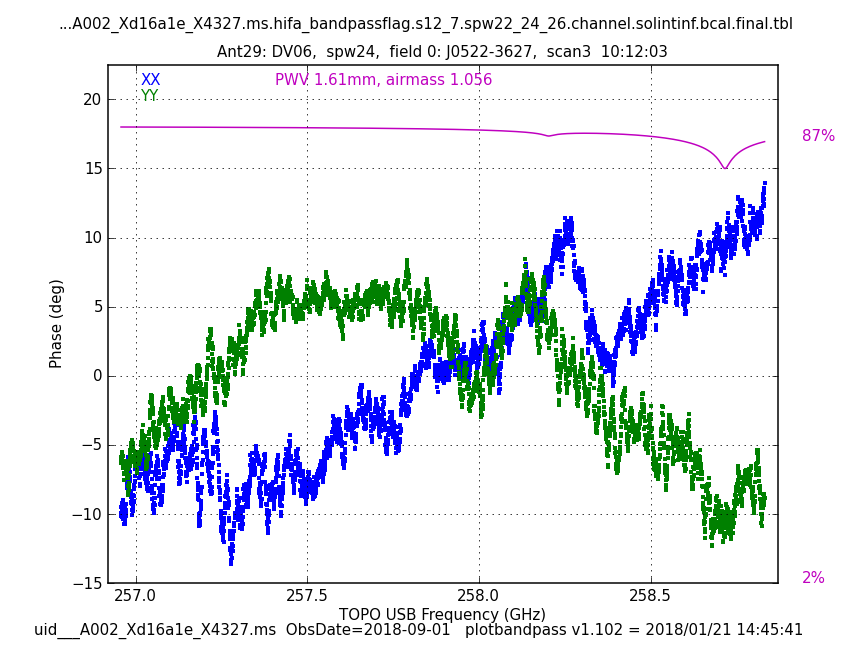 ...A002_Xd16a1e_X4327.ms.hifa_bandpassflag.s12_7.spw22_24_26.channel.solintinf.bcal.final.tbl
Ant29: DV06,  spw24,  field 0: J0522-3627,  scan3  10:12:03
XX
PWV 1.61mm, airmass 1.056
YY
20
15
10
5
0
−5
−10
−15
87%
2%
Phase (deg)
257.0
257.5
258.0
258.5
TOPO USB Frequency (GHz)
uid___A002_Xd16a1e_X4327.ms  ObsDate=2018-09-01   plotbandpass v1.102 = 2018/01/21 14:45:41